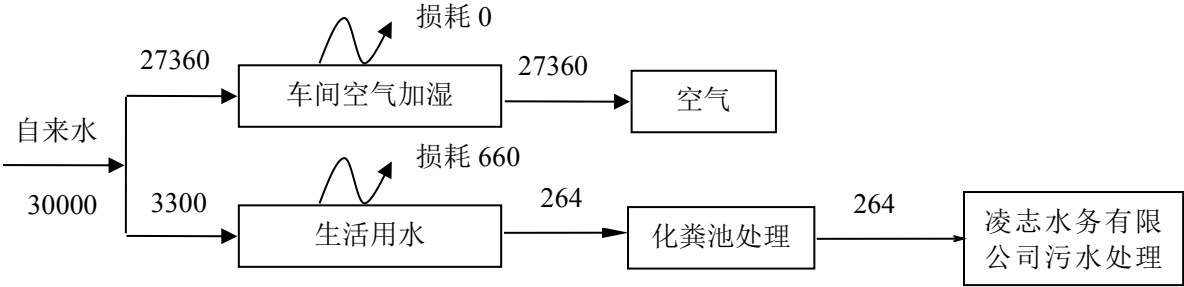 损耗 0
27360
车间空气加湿
27360
空气
自来水
30000
损耗 660
3300
生活用水
264
化粪池处理
264
凌志水务有限
公司污水处理